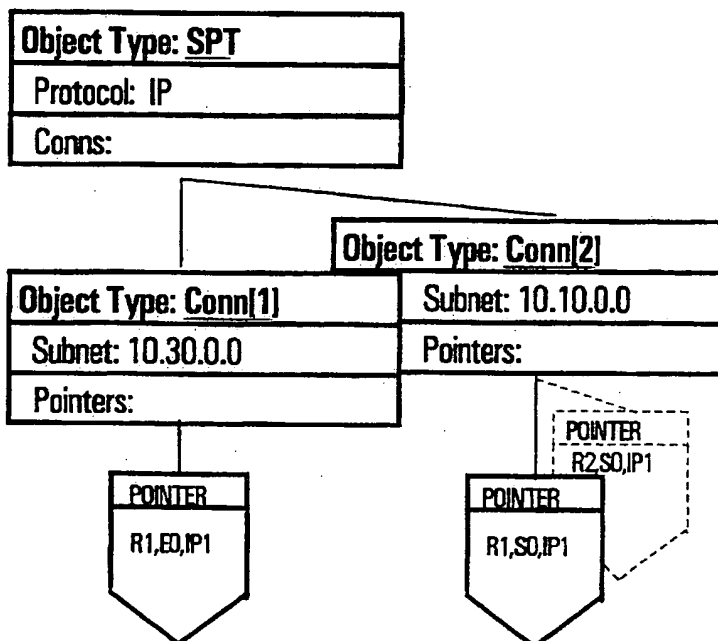 Object Type: SPT
Protocol: IP
Conns:
Object Type: Conn[2]
Subnet: 10.10.0.0
Pointers:
Object Type: Conn[1]
Subnet: 10.30.0.0
Pointers:
POINTER
R2,S0,IP1
POINTER
R1,E0,IP1
POINTER
R1,S0,IP1